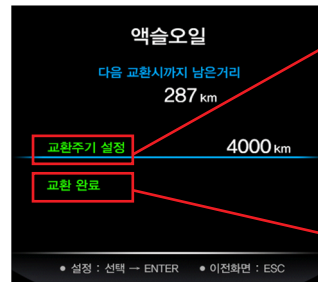 액슬오일
다음 교환시까지 남은거리
287 km
교환주기 설정 4000 km
교환 완료
● 설정 : 선택 → ENTER ● 이전화면 : ESC